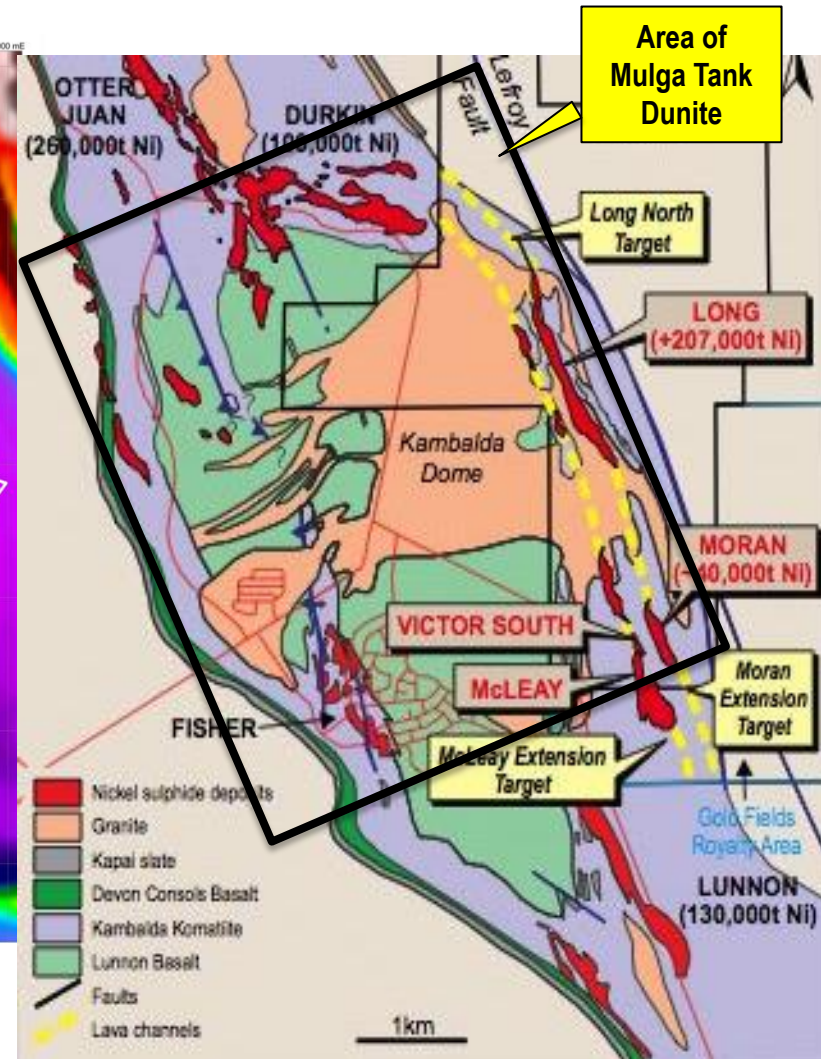 Area of
Mulga Tank
Dunite
OTTER
JUAN
(260,000t Ni)
DURKIN
Lefroy
Fault
Long North
Target
LONG
(+207,000t Ni)
Kambalda
Dome
MORAN
VICTOR SOUTH
McLEAY
Moran
Extension
Target
FISHER
McLeay Extension
Target
Gold Fields
Royalty Area
LUNNON
(130,000t Ni)
Nickel sulphide deposits
Granite
Kapai slate
Devon Consols Basalt
Kambalda Komatiite
Lunnon Basalt
Faults
Lava channels
1km